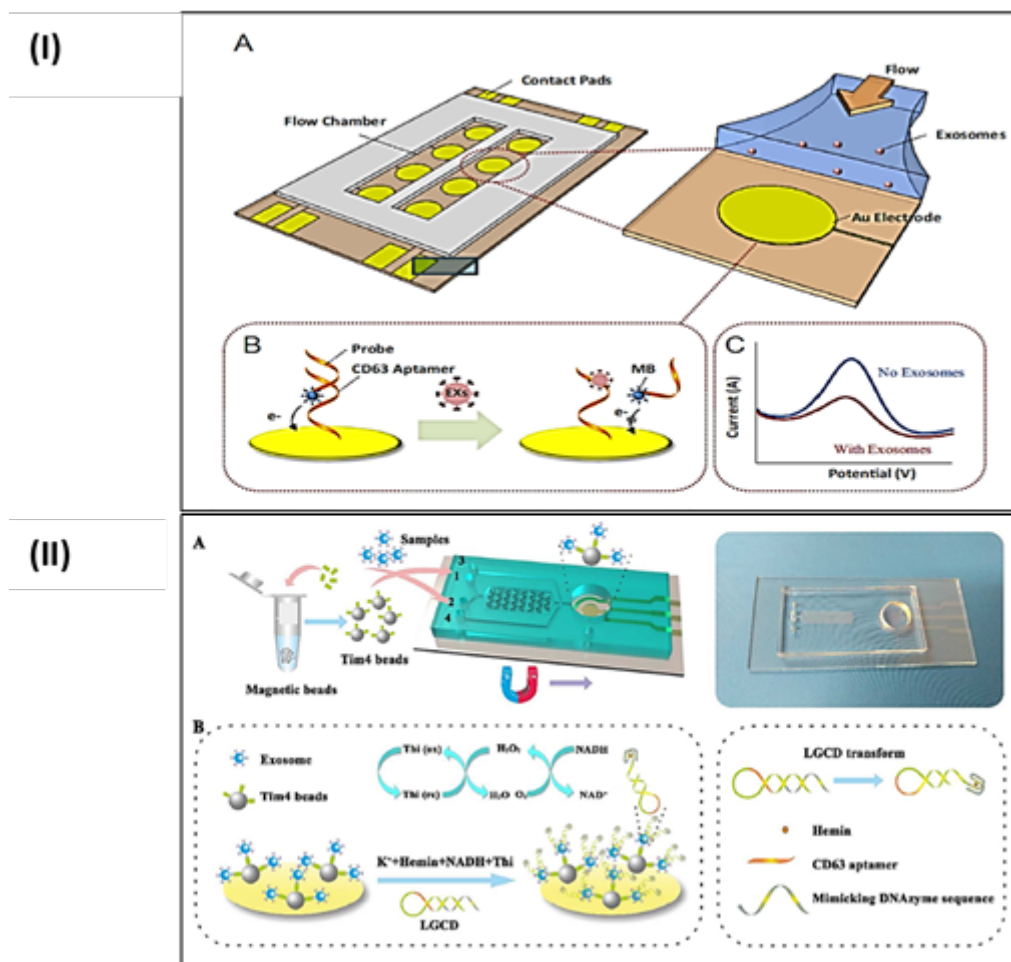 (I)
A
Contact Pads
Flow Chamber
Flow
Exosomes
Au Electrode
B
Probe
CD63 Aptamer
EXs
MB
e-
e-
C
No Exosomes
With Exosomes
Current (A)
Potential (V)
(II)
A
Samples
3
1
2
4
Tim4 beads
Magnetic beads
B
Exosome
Tim4 beads
Thi (ox)
H₂O₂
NADH
Thi (re)
H₂O O₂
NAD⁺
K⁺+Hemin+NADH+Thi
LGCD
LGCD transform
Hemin
CD63 aptamer
Mimicking DNAzyme sequence